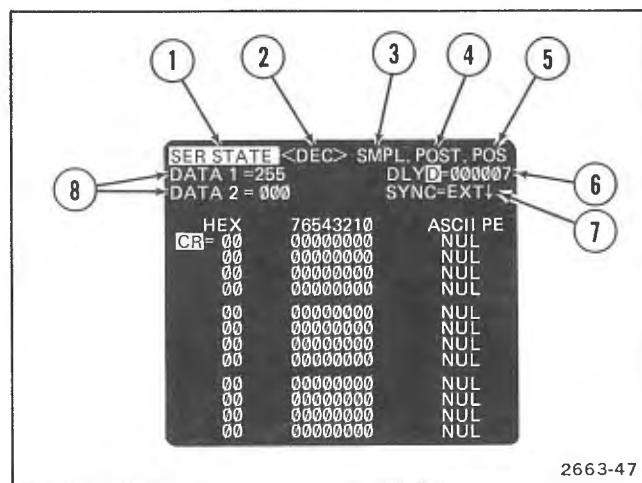 1 2 3 4 5
SER STATE <DEC> SMPL. POST. POS
DATA 1 =255 DLYD=000007 6
8 DATA 2 = 000 SYNC=EXT↓ 7
HEX 76543210 ASCII PE
CR= 00 00000000 NUL
00 00000000 NUL
00 00000000 NUL
00 00000000 NUL
00 00000000 NUL
00 00000000 NUL
00 00000000 NUL
00 00000000 NUL
00 00000000 NUL
00 00000000 NUL
00 00000000 NUL
00 00000000 NUL
2663-47